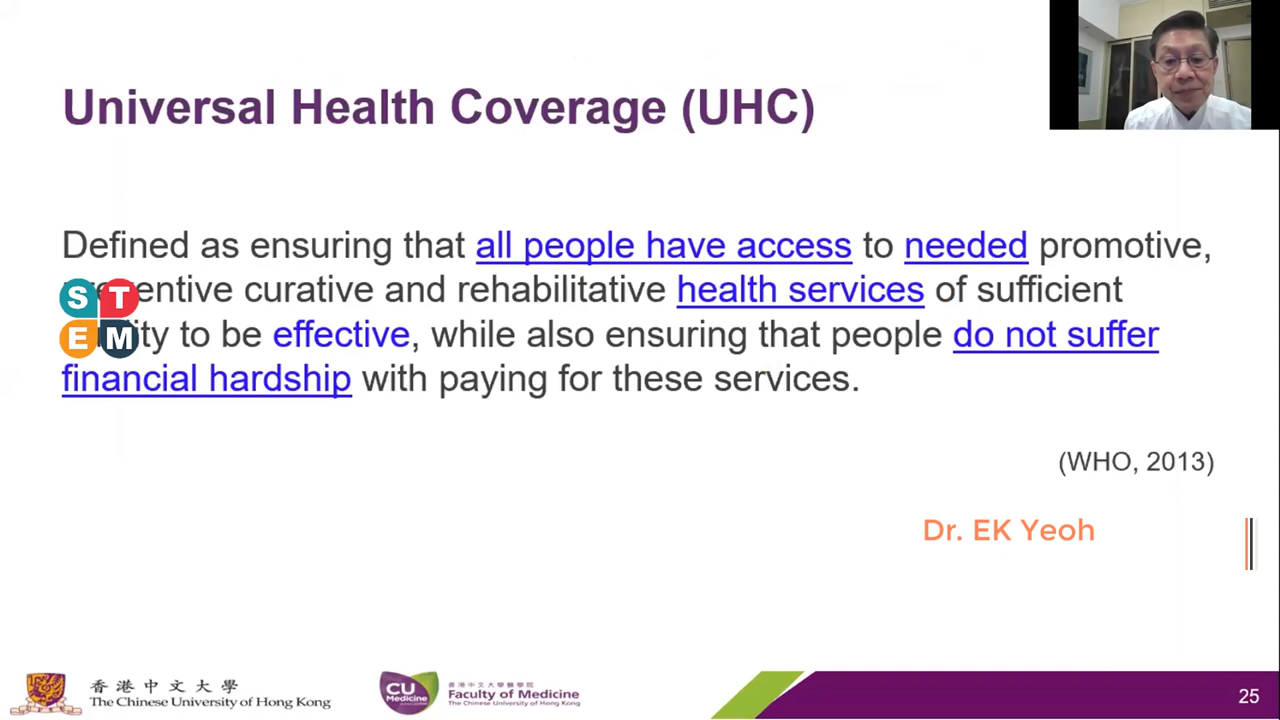 Universal Health Coverage (UHC)
Defined as ensuring that all people have access to needed promotive,
entive curative and rehabilitative health services of sufficient
ity to be effective, while also ensuring that people do not suffer
financial hardship with paying for these services.
S T
E M
(WHO, 2013)
Dr. EK Yeoh
香港中文大學
The Chinese University of Hong Kong
CU
Medicine
香港中文大學醫學院
Faculty of Medicine
The Chinese University of Hong Kong
25